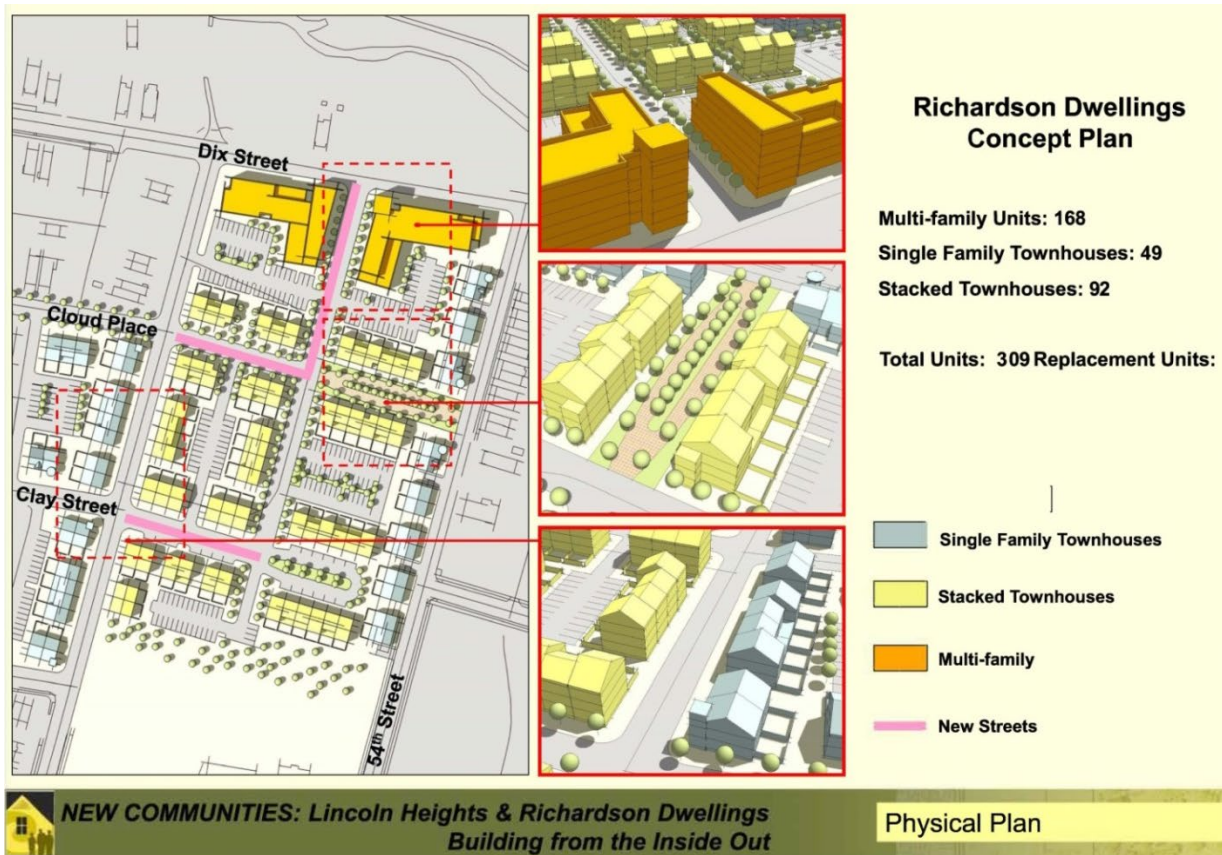 Dix Street
Cloud Place
Clay Street
54th Street
Richardson Dwellings
Concept Plan
Multi-family Units: 168
Single Family Townhouses: 49
Stacked Townhouses: 92
Total Units: 309 Replacement Units:
]
Single Family Townhouses
Stacked Townhouses
Multi-family
New Streets
NEW COMMUNITIES: Lincoln Heights & Richardson Dwellings
Building from the Inside Out
Physical Plan